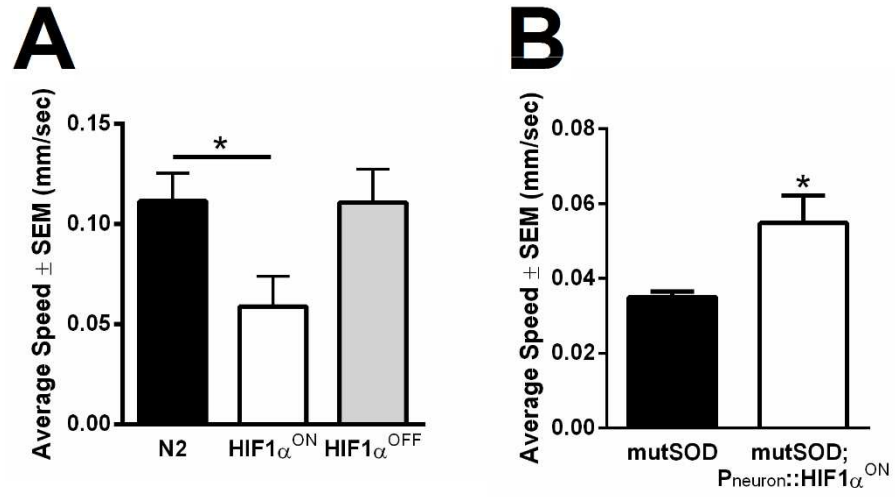 A
Average Speed ± SEM (mm/sec)
0.15
0.10
0.05
0.00
*
N2
HIF1α^ON
HIF1α^OFF
B
Average Speed ± SEM (mm/sec)
0.08
0.06
0.04
0.02
0.00
*
mutSOD
mutSOD;
Pneuron::HIF1α^ON